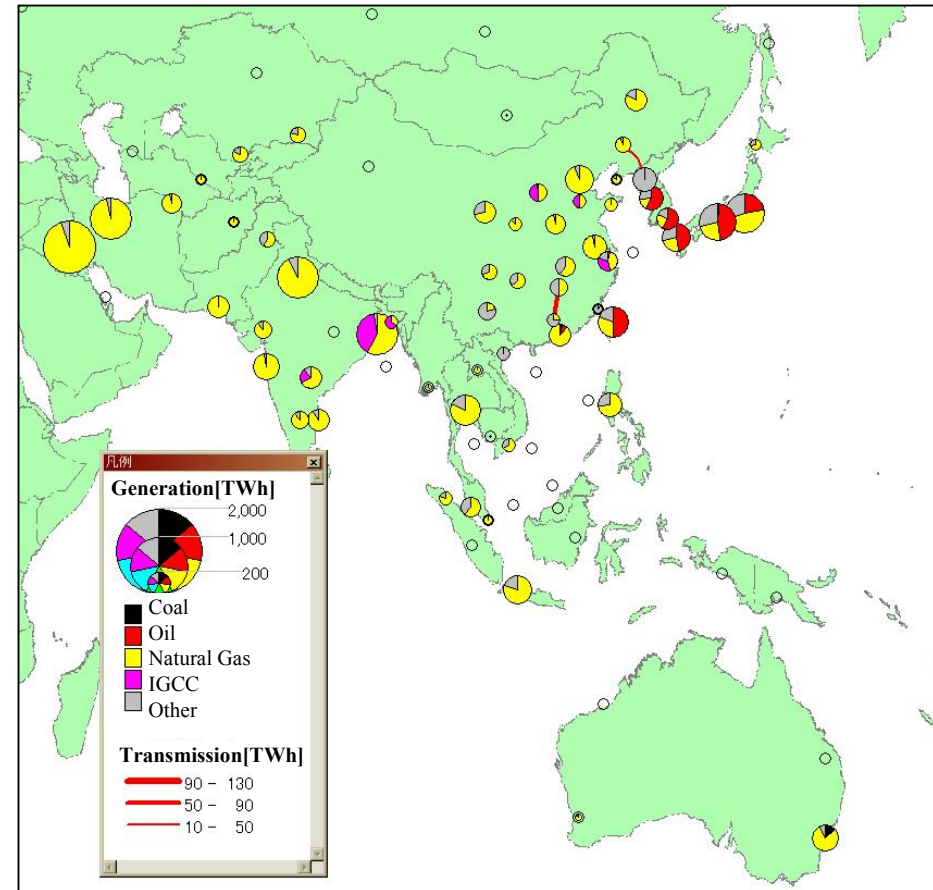 凡例
Generation[TWh]
2,000
1,000
200
Coal
Oil
Natural Gas
IGCC
Other
Transmission[TWh]
90 - 130
50 - 90
10 - 50